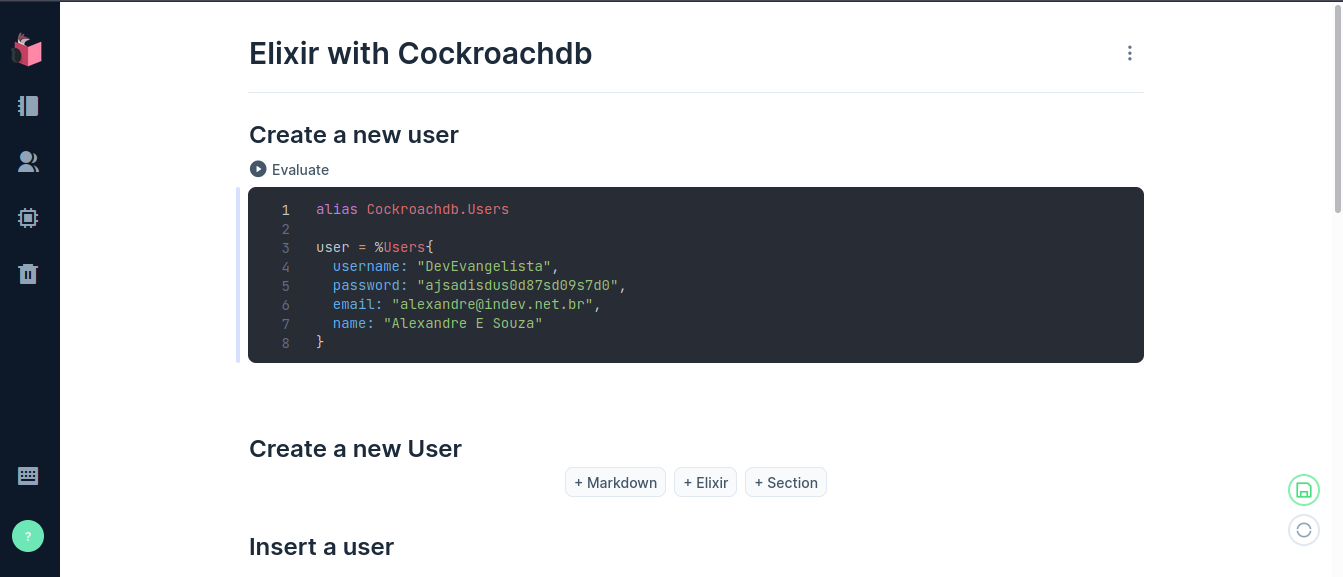 Elixir with Cockroachdb
Create a new user
Evaluate
1 alias Cockroachdb.Users
2
3 user = %Users{
4 username: "DevEvangelista",
5 password: "ajsadisdus0d87sd09s7d0",
6 email: "alexandre@indev.net.br",
7 name: "Alexandre E Souza"
8 }
Create a new User
+ Markdown + Elixir + Section
Insert a user
?